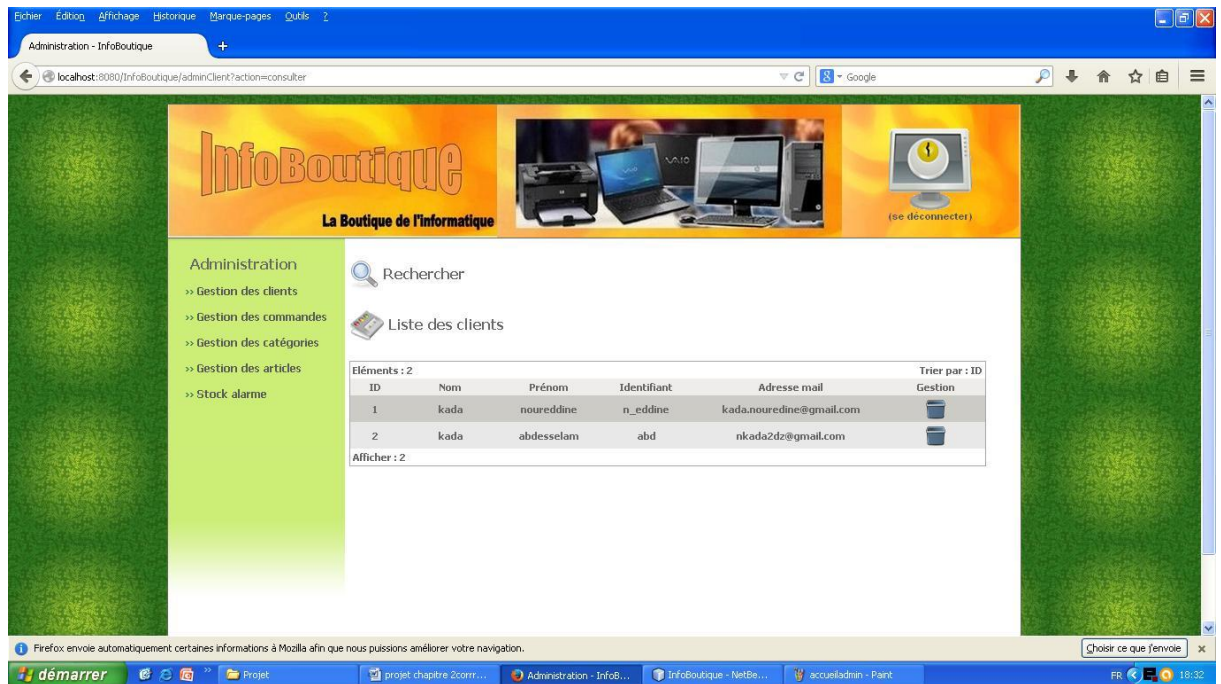 Fichier Édition Affichage Historique Marque-pages Outils ?
Administration - InfoBoutique +
localhost:8080/InfoBoutique/adminClient?action=consulter
Google
InfoBoutique
La Boutique de l'informatique
VAIO
(se déconnecter)
Administration
›› Gestion des clients
›› Gestion des commandes
›› Gestion des catégories
›› Gestion des articles
›› Stock alarme
Rechercher
Liste des clients
Eléments : 2 Trier par : ID
ID Nom Prénom Identifiant Adresse mail Gestion
1 kada noureddine n_eddine kada.nouredine@gmail.com
2 kada abdesselam abd nkada2dz@gmail.com
Afficher : 2
Firefox envoie automatiquement certaines informations à Mozilla afin que nous puissions améliorer votre navigation. Choisir ce que j'envoie
démarrer Projet projet chapitre 2corrr... Administration - InfoB... InfoBoutique - NetBe... accueiladmin - Paint FR 18:32